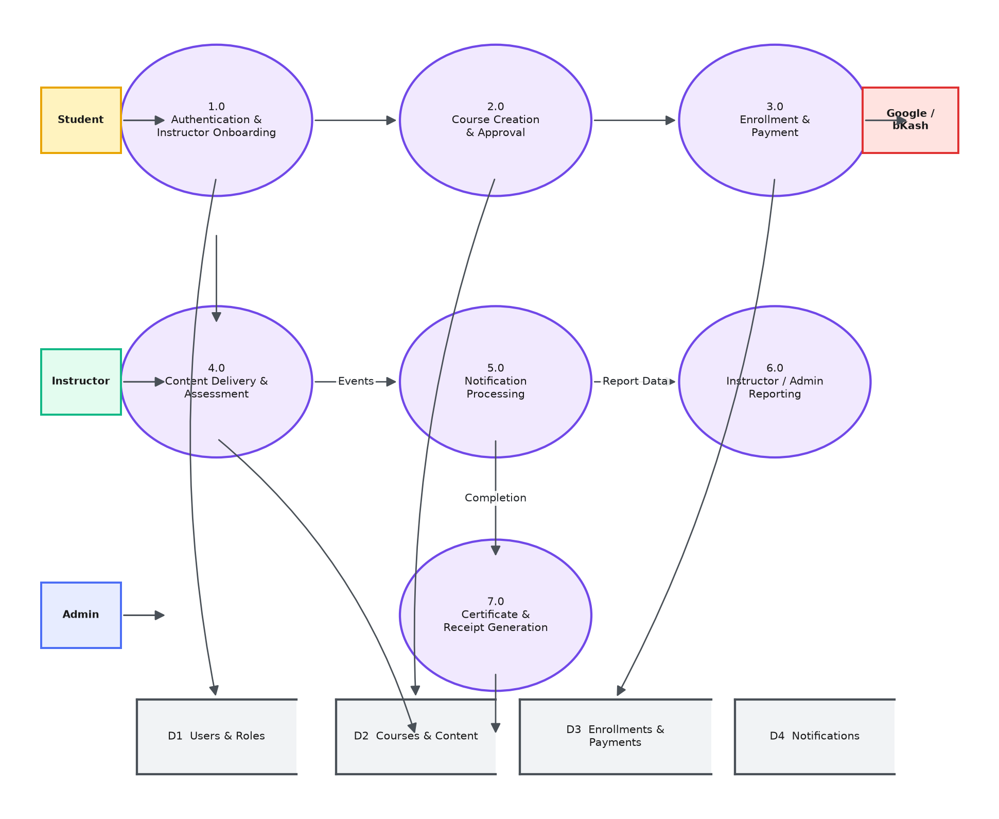 Student
1.0
Authentication &
Instructor Onboarding
2.0
Course Creation
& Approval
3.0
Enrollment &
Payment
Google /
bKash
Instructor
4.0
Content Delivery &
Assessment
Events
5.0
Notification
Processing
Report Data
6.0
Instructor / Admin
Reporting
Completion
Admin
7.0
Certificate &
Receipt Generation
D1 Users & Roles
D2 Courses & Content
D3 Enrollments &
Payments
D4 Notifications